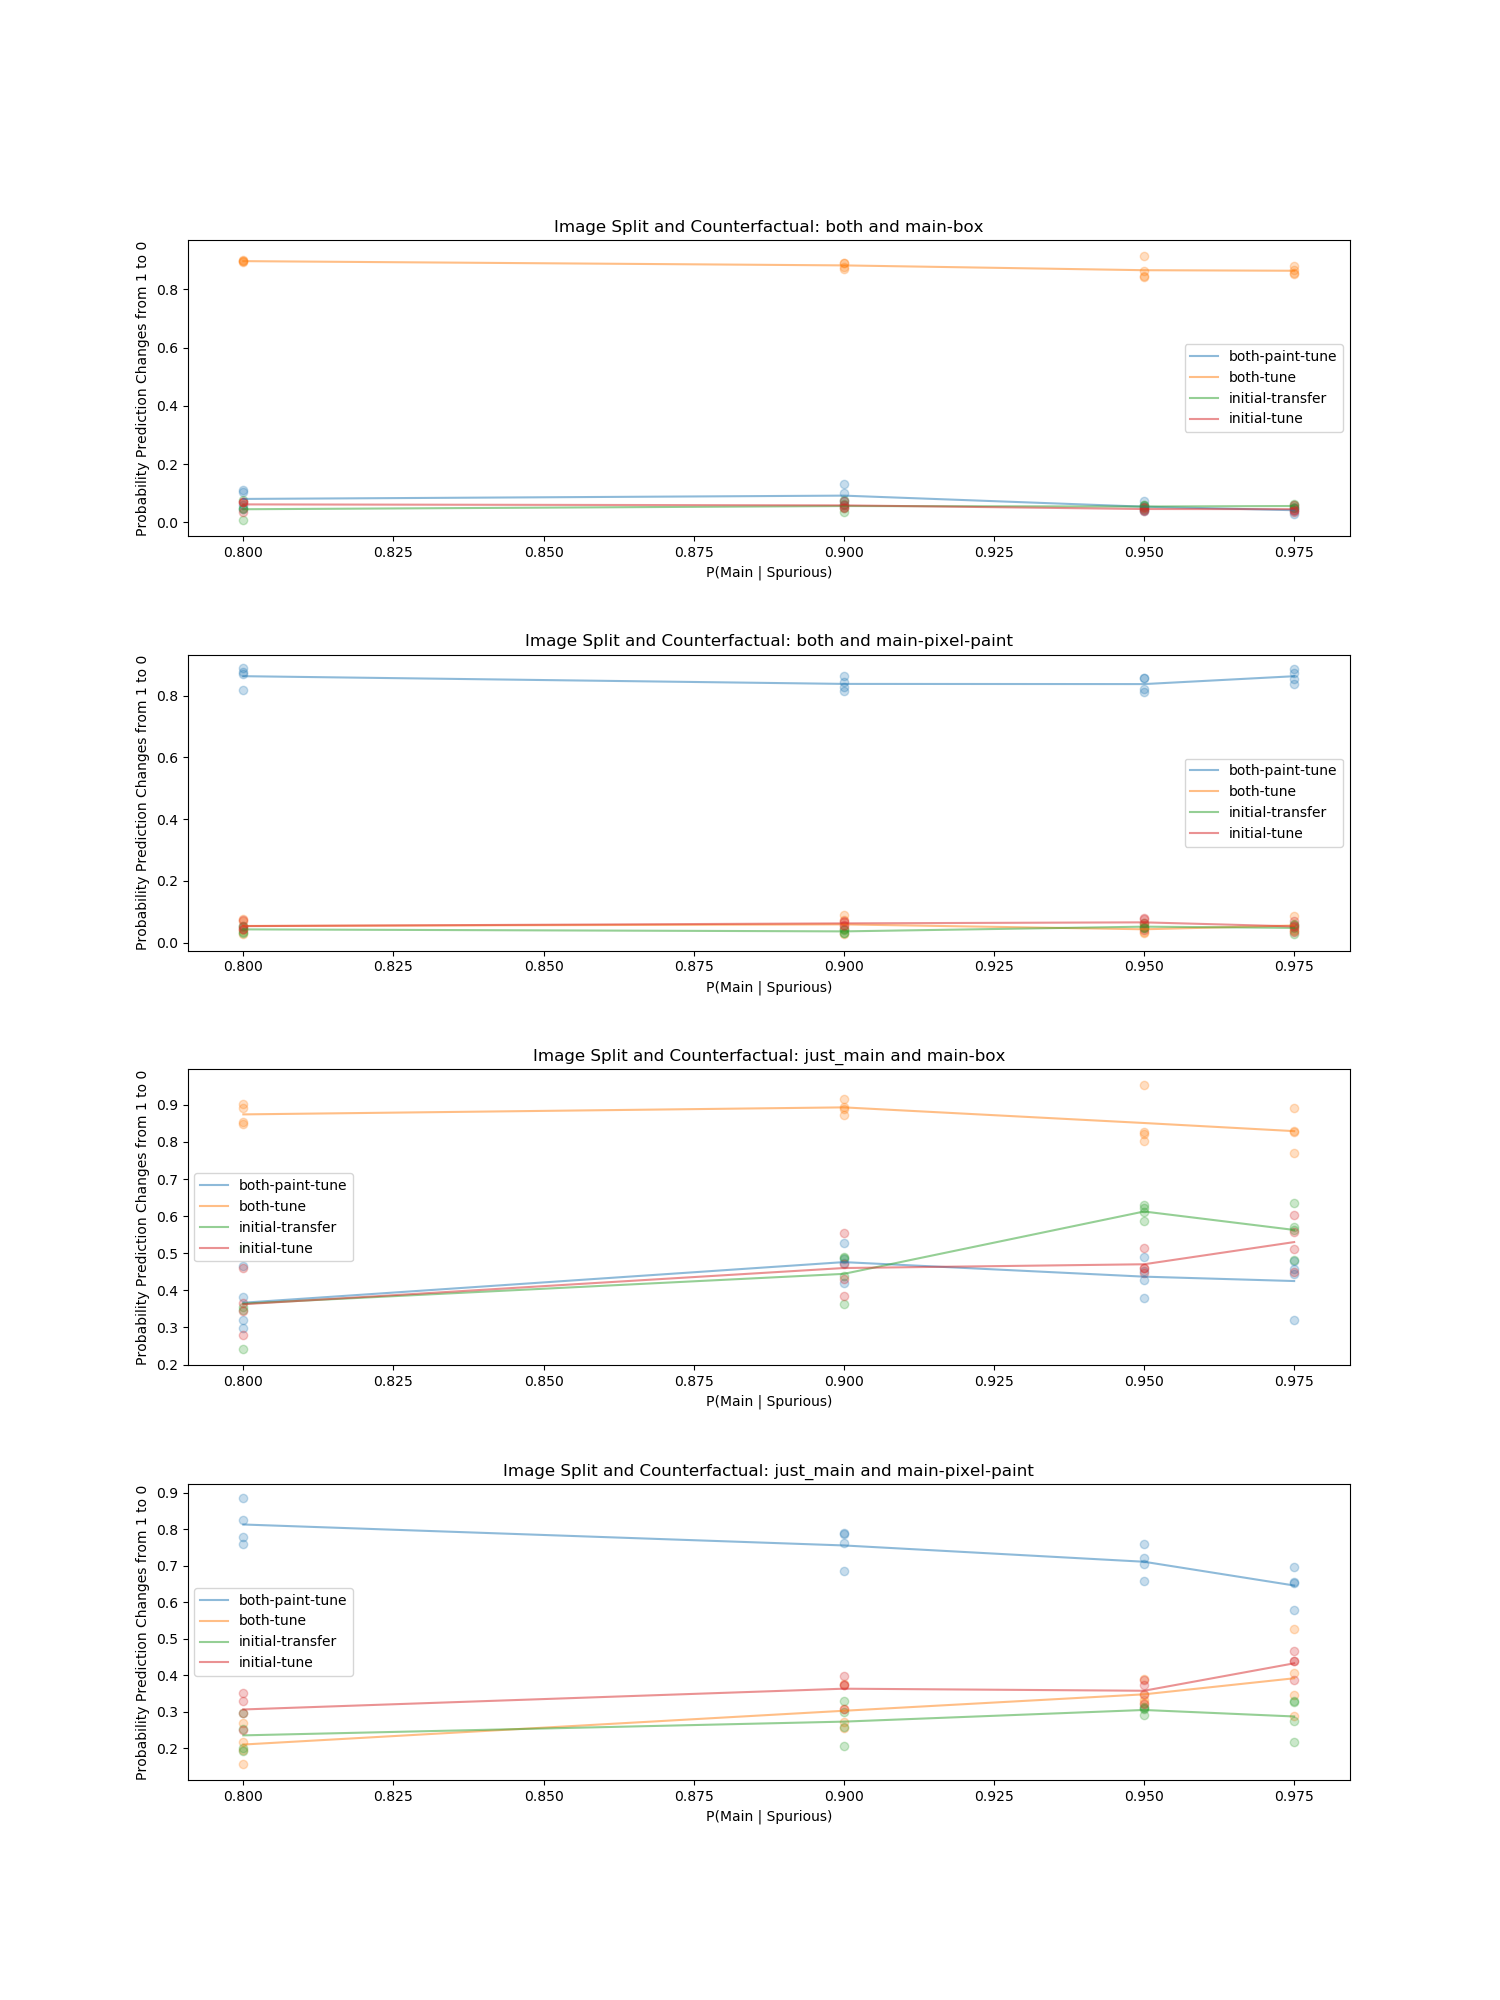 Image Split and Counterfactual: both and main-box
Probability Prediction Changes from 1 to 0
0.8
0.6
0.4
0.2
0.0
both-paint-tune
both-tune
initial-transfer
initial-tune
0.800 0.825 0.850 0.875 0.900 0.925 0.950 0.975
P(Main | Spurious)
Image Split and Counterfactual: both and main-pixel-paint
Probability Prediction Changes from 1 to 0
0.8
0.6
0.4
0.2
0.0
both-paint-tune
both-tune
initial-transfer
initial-tune
0.800 0.825 0.850 0.875 0.900 0.925 0.950 0.975
P(Main | Spurious)
Image Split and Counterfactual: just_main and main-box
Probability Prediction Changes from 1 to 0
0.9
0.8
0.7
0.6
0.5
0.4
0.3
0.2
both-paint-tune
both-tune
initial-transfer
initial-tune
0.800 0.825 0.850 0.875 0.900 0.925 0.950 0.975
P(Main | Spurious)
Image Split and Counterfactual: just_main and main-pixel-paint
Probability Prediction Changes from 1 to 0
0.9
0.8
0.7
0.6
0.5
0.4
0.3
0.2
both-paint-tune
both-tune
initial-transfer
initial-tune
0.800 0.825 0.850 0.875 0.900 0.925 0.950 0.975
P(Main | Spurious)